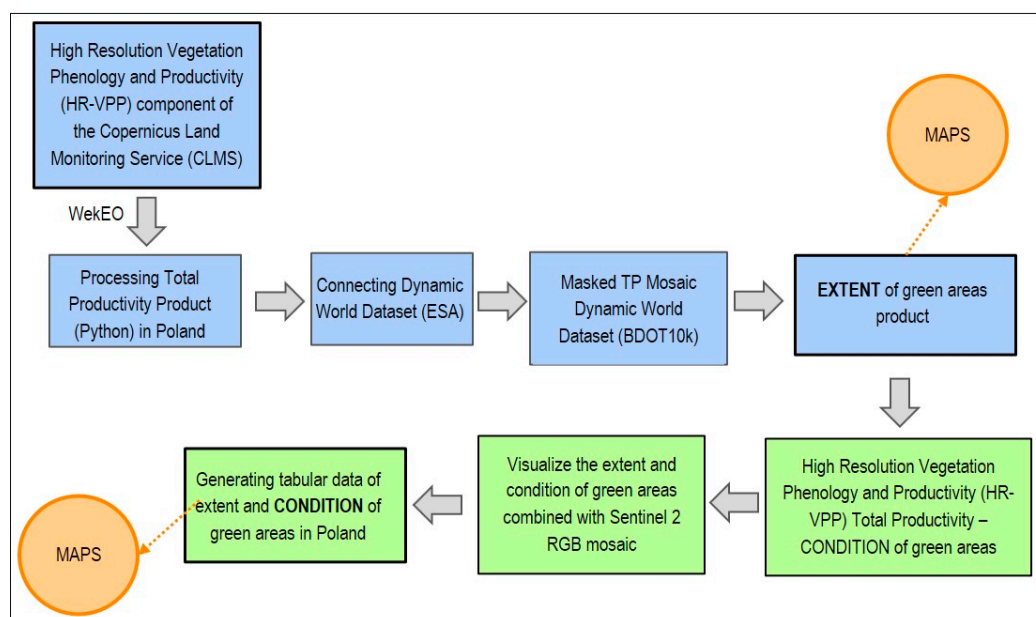 High Resolution Vegetation
Phenology and Productivity
(HR-VPP) component of
the Copernicus Land
Monitoring Service (CLMS)
MAPS
WekEO
Processing Total
Productivity Product
(Python) in Poland
Connecting Dynamic
World Dataset (ESA)
Masked TP Mosaic
Dynamic World
Dataset (BDOT10k)
EXTENT of green areas
product
High Resolution Vegetation
Phenology and Productivity (HR-
VPP) Total Productivity –
CONDITION of green areas
Visualize the extent and
condition of green areas
combined with Sentinel 2
RGB mosaic
Generating tabular data of
extent and CONDITION of
green areas in Poland
MAPS